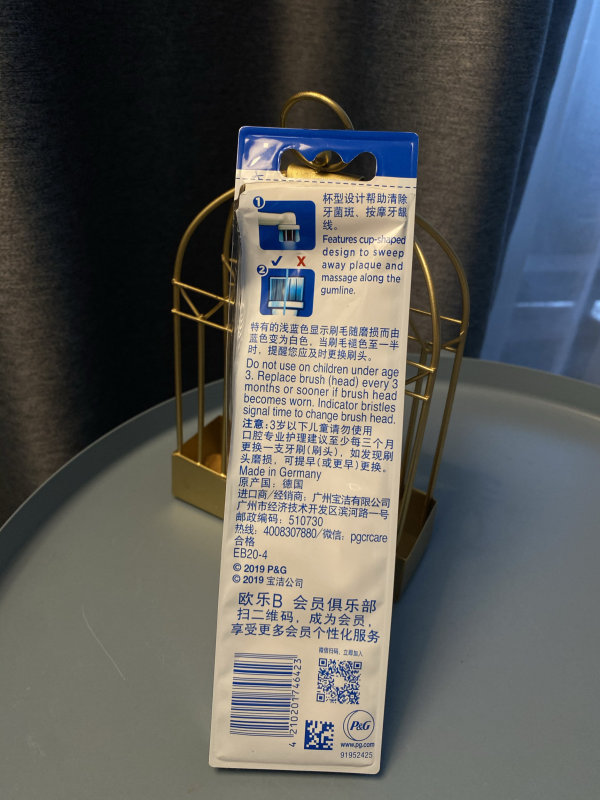 1
杯型设计帮助清除
牙菌斑、按摩牙龈
线。
Features cup-shaped
design to sweep
away plaque and
massage along the
gumline.
✓ X
2
特有的浅蓝色显示刷毛随磨损而由
蓝色变为白色，当刷毛褪色至一半
时，提醒您应及时更换刷头。
Do not use on children under age
3. Replace brush (head) every 3
months or sooner if brush head
becomes worn. Indicator bristles
signal time to change brush head.
注意：3岁以下儿童请勿使用
口腔专业护理建议至少每三个月
更换一支牙刷(刷头)，如发现刷
头磨损，可提早(或更早)更换。
Made in Germany
原产国：德国
进口商/经销商：广州宝洁有限公司
广州市经济技术开发区滨河路一号
邮政编码：510730
热线：4008307880/微信：pgcrcare
合格
EB20-4
© 2019 P&G
© 2019 宝洁公司
欧乐B 会员俱乐部
扫二维码，成为会员，
享受更多会员个性化服务
微信扫码，立即加入
4 210201746423
P&G
www.pg.com
91952425